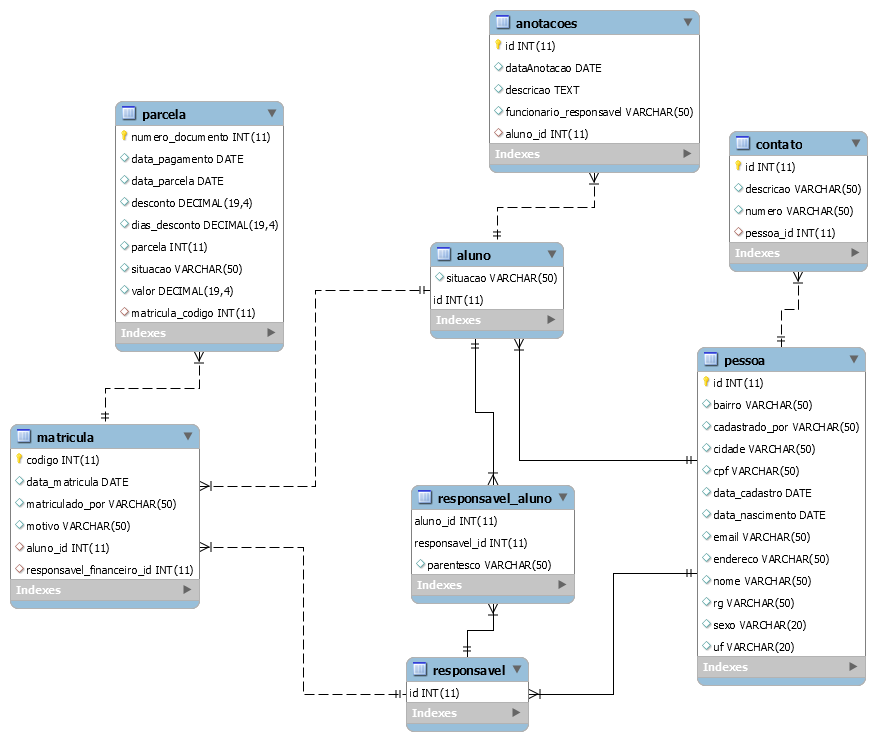 anotacoes
id INT(11)
dataAnotacao DATE
descricao TEXT
funcionario_responsavel VARCHAR(50)
aluno_id INT(11)
Indexes
parcela
numero_documento INT(11)
data_pagamento DATE
data_parcela DATE
desconto DECIMAL(19,4)
dias_desconto DECIMAL(19,4)
parcela INT(11)
situacao VARCHAR(50)
valor DECIMAL(19,4)
matricula_codigo INT(11)
Indexes
contato
id INT(11)
descricao VARCHAR(50)
numero VARCHAR(50)
pessoa_id INT(11)
Indexes
aluno
situacao VARCHAR(50)
id INT(11)
Indexes
pessoa
id INT(11)
bairro VARCHAR(50)
cadastrado_por VARCHAR(50)
cidade VARCHAR(50)
cpf VARCHAR(50)
data_cadastro DATE
data_nascimento DATE
email VARCHAR(50)
endereco VARCHAR(50)
nome VARCHAR(50)
rg VARCHAR(50)
sexo VARCHAR(20)
uf VARCHAR(20)
Indexes
matricula
codigo INT(11)
data_matricula DATE
matriculado_por VARCHAR(50)
motivo VARCHAR(50)
aluno_id INT(11)
responsavel_financeiro_id INT(11)
Indexes
responsavel_aluno
aluno_id INT(11)
responsavel_id INT(11)
parentesco VARCHAR(50)
Indexes
responsavel
id INT(11)
Indexes